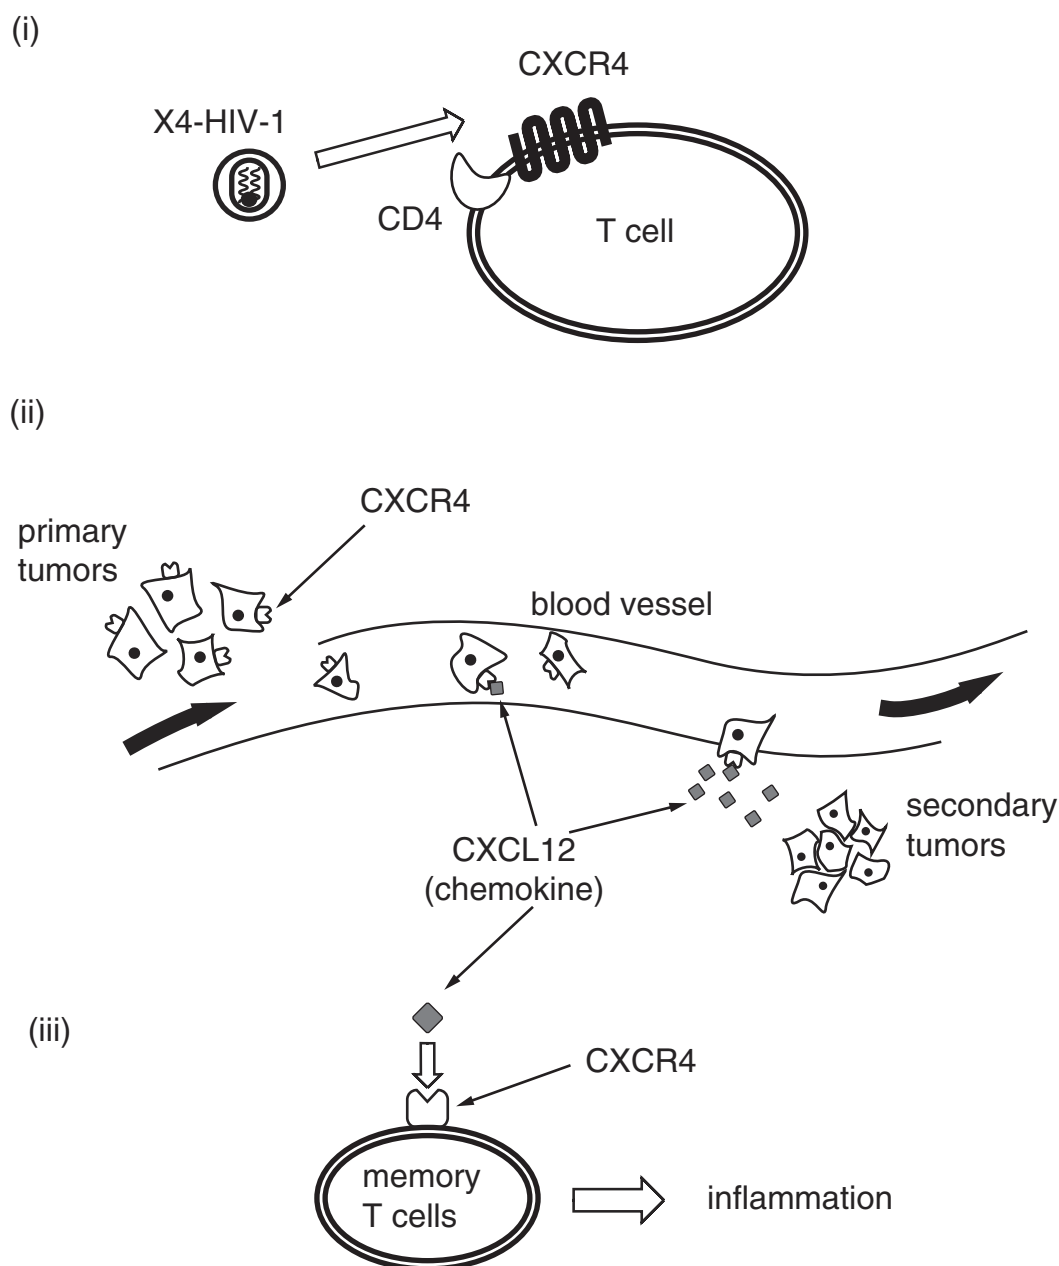 (i)
CXCR4
X4-HIV-1
CD4
T cell
(ii)
CXCR4
primary
tumors
blood vessel
secondary
tumors
CXCL12
(chemokine)
(iii)
CXCR4
memory
T cells
inflammation